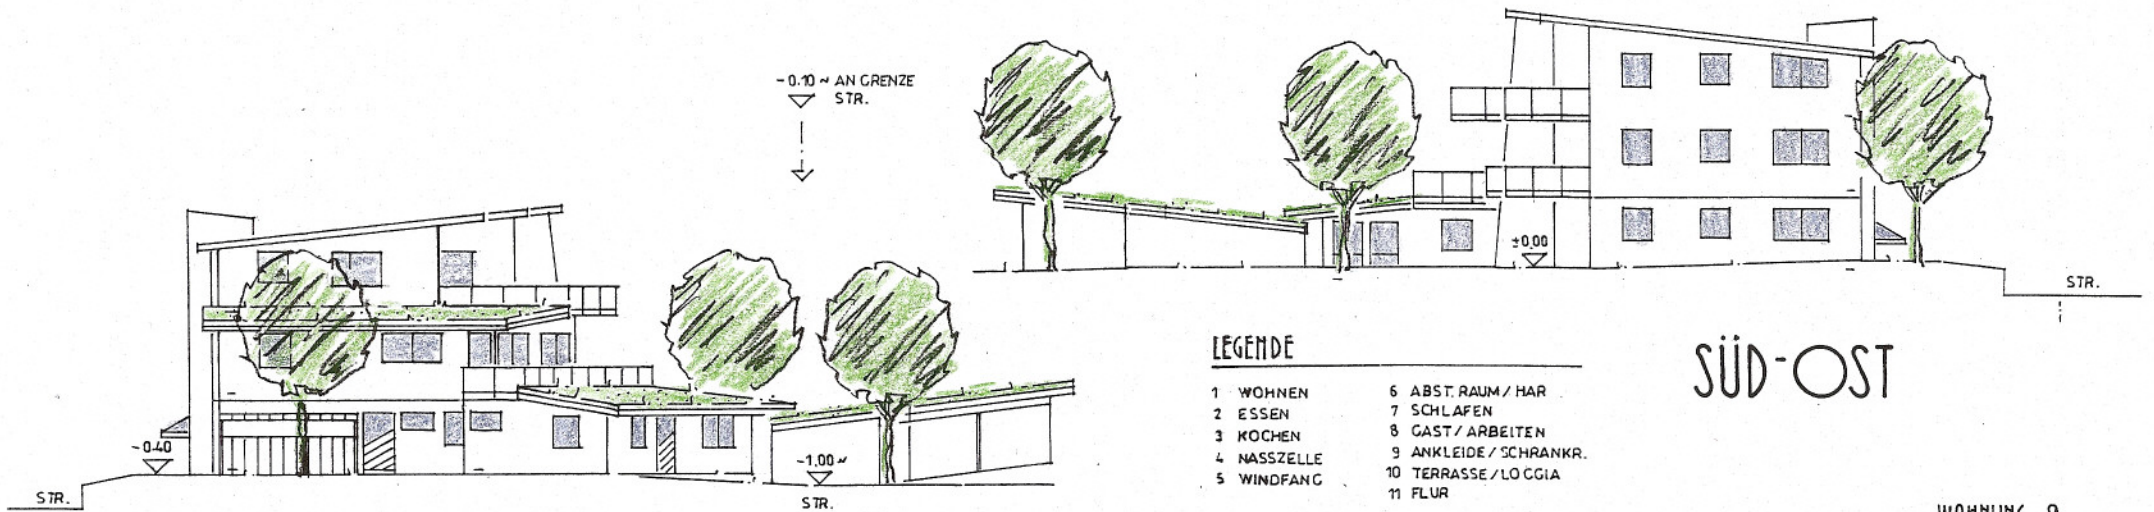 -0.10 ~ AN GRENZE
STR.
±0.00
STR.
-0.40
-1,00 ~
STR.
STR.
LEGENDE
1 WOHNEN
2 ESSEN
3 KOCHEN
4 NASSZELLE
5 WINDFANG
6 ABST. RAUM / HAR
7 SCHLAFEN
8 GAST / ARBEITEN
9 ANKLEIDE / SCHRANKR.
10 TERRASSE / LOGGIA
11 FLUR
SÜD-OST
WOHNUNG 9